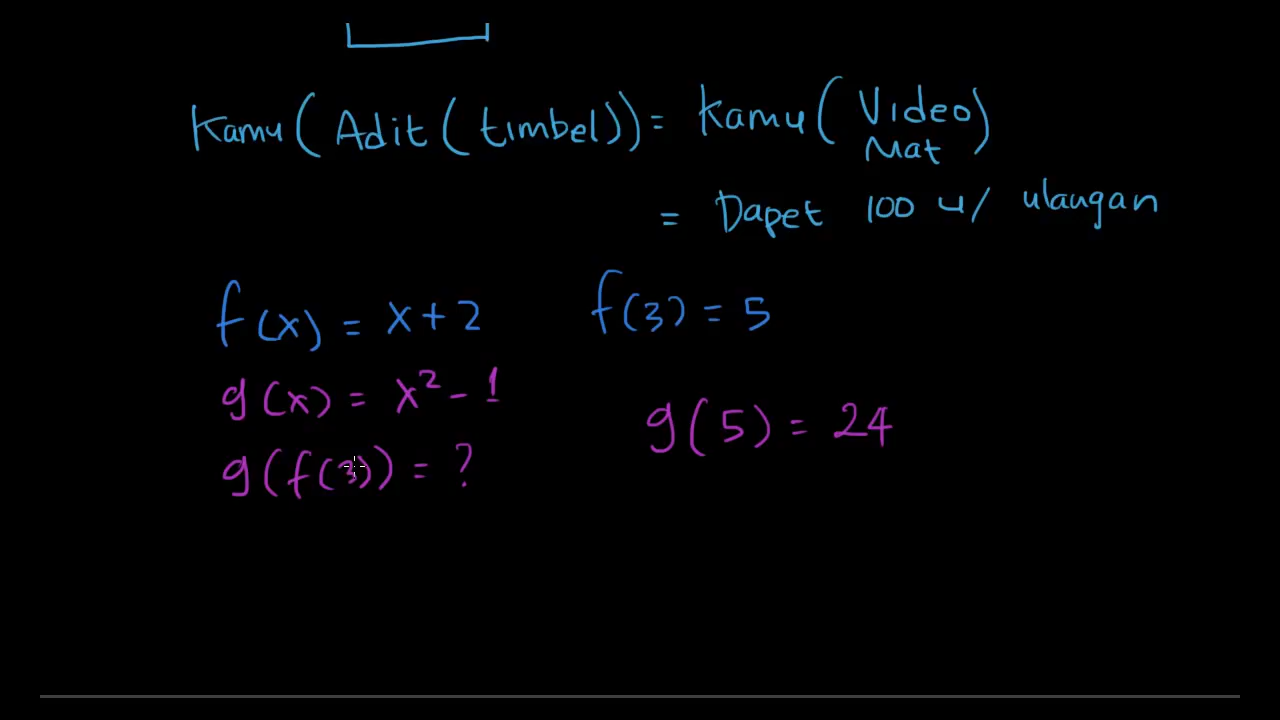 Kamu (Adit (timbel)) = Kamu (Video Mat)
= Dapet 100 u/ ulangan
f(x) = x + 2
f(3) = 5
g(x) = x² - 1
g(5) = 24
g(f(3)) = ?